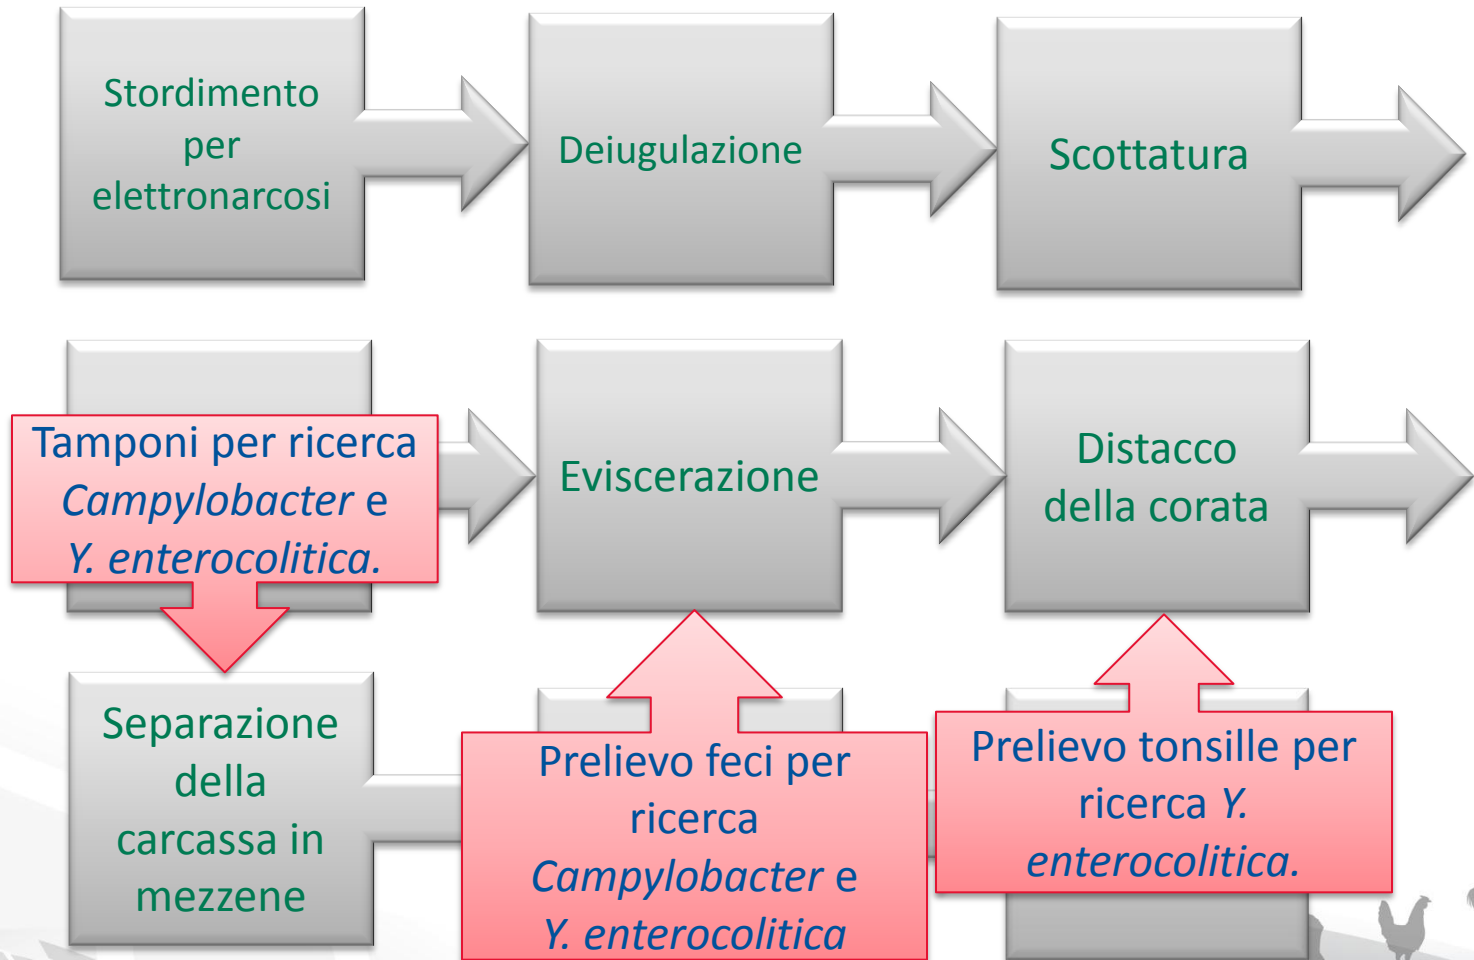 Stordimento
per
elettronarcosi
Deiugulazione
Scottatura
Tamponi per ricerca
Campylobacter e
Y. enterocolitica.
Eviscerazione
Distacco
della corata
Separazione
della
carcassa in
mezzene
Prelievo feci per
ricerca
Campylobacter e
Y. enterocolitica
Prelievo tonsille per
ricerca Y.
enterocolitica.